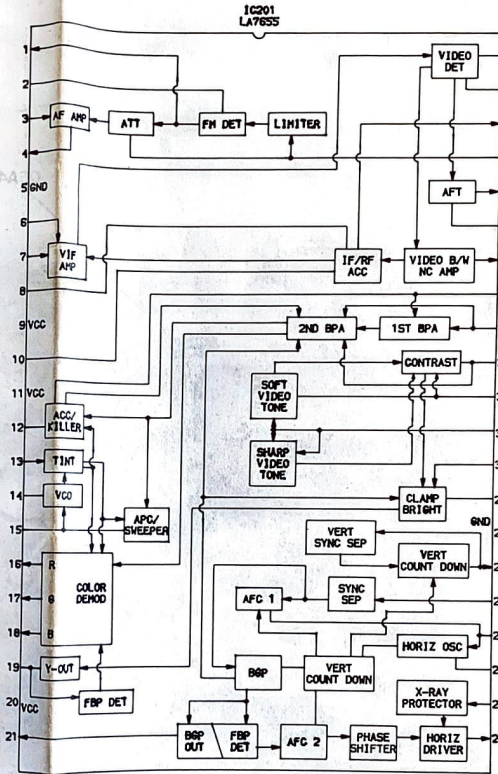 IC201
LA7655
1
VIDEO
DET
2
3
AF AMP
ATT
FM DET
LIMITER
4
5
GND
AFT
6
7
VIF
AMP
IF/RF
ACC
VIDEO B/W
NC AMP
8
9
VCC
2ND BPA
1ST BPA
10
CONTRAST
11
VCC
SOFT
VIDEO
TONE
12
ACC/
KILLER
13
TINT
SHARP
VIDEO
TONE
14
VCO
CLAMP
BRIGHT
15
APC/
SWEEPER
GND
VERT
SYNC SEP
VERT
COUNT DOWN
16
R
COLOR
DEMOD
17
G
AFC 1
SYNC
SEP
18
B
HORIZ OSC
19
Y-OUT
BGP
VERT
COUNT DOWN
20
VCC
FBP DET
X-RAY
PROTECTOR
21
BGP
OUT
FBP
DET
AFC 2
PHASE
SHIFTER
HORIZ
DRIVER